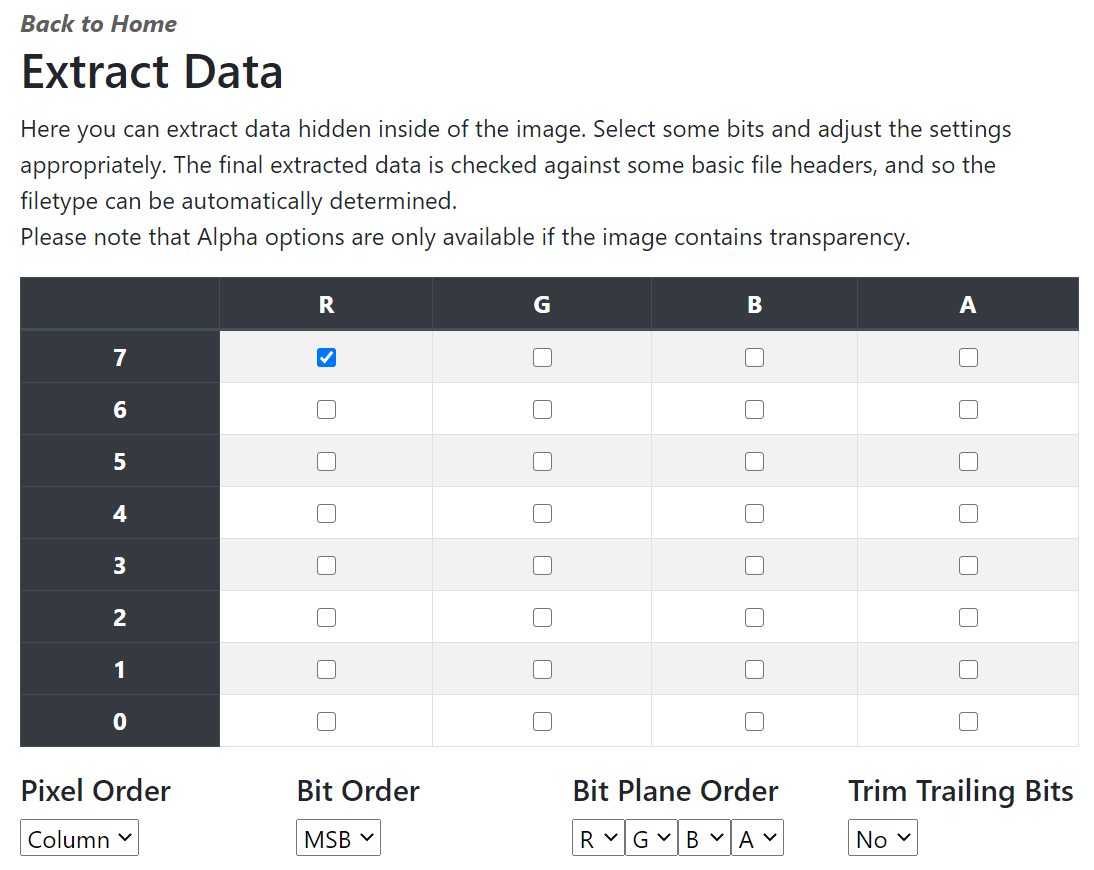 Back to Home
Extract Data
Here you can extract data hidden inside of the image. Select some bits and adjust the settings
appropriately. The final extracted data is checked against some basic file headers, and so the
filetype can be automatically determined.
Please note that Alpha options are only available if the image contains transparency.
R G B A
7
6
5
4
3
2
1
0
Pixel Order Bit Order Bit Plane Order Trim Trailing Bits
Column MSB R G B A No